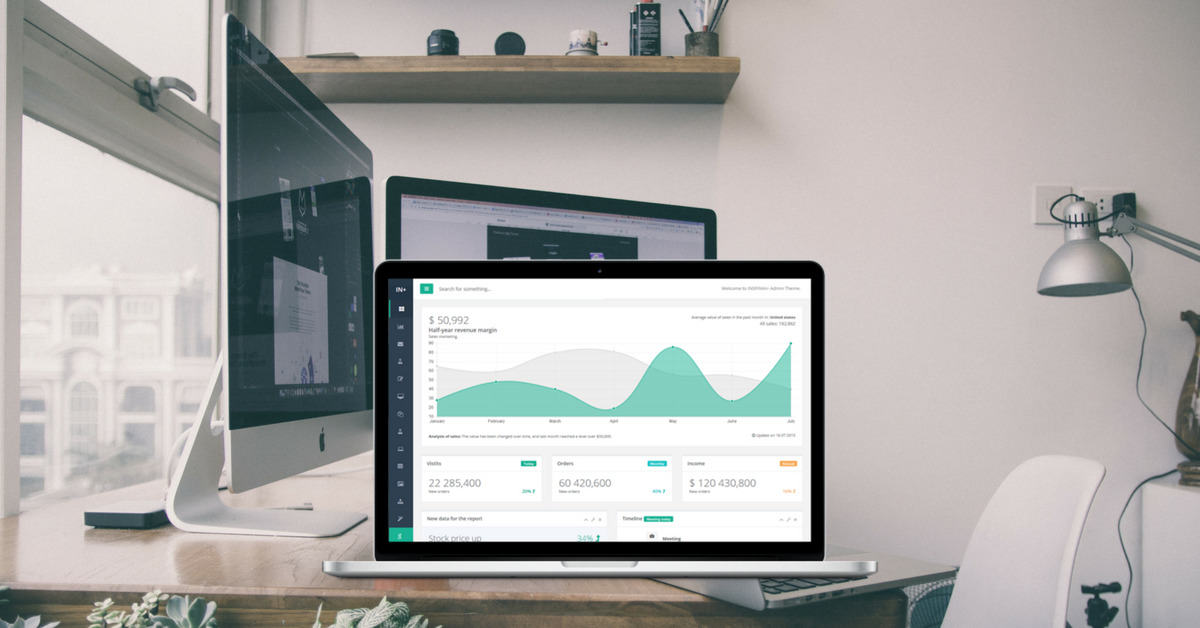 IN+
Search for something...
Welcome to INSPINIA+ Admin Theme.
$ 50,992
Half-year revenue margin
Sales marketing.
Average value of sales in the past month in: United states
All sales: 162,862
90
80
70
60
50
40
30
20
10
January February March April May June July
Analysis of sales: The value has been changed over time, and last month reached a level over $50,000.
Update on 16.07.2015
Visits Today
22 285,400
New orders 20%
Orders Monthly
60 420,600
New orders 40%
Income Annual
$ 120 430,800
New orders 16%
New data for the report
Stock price up 34%
Timeline Meeting today
Meeting